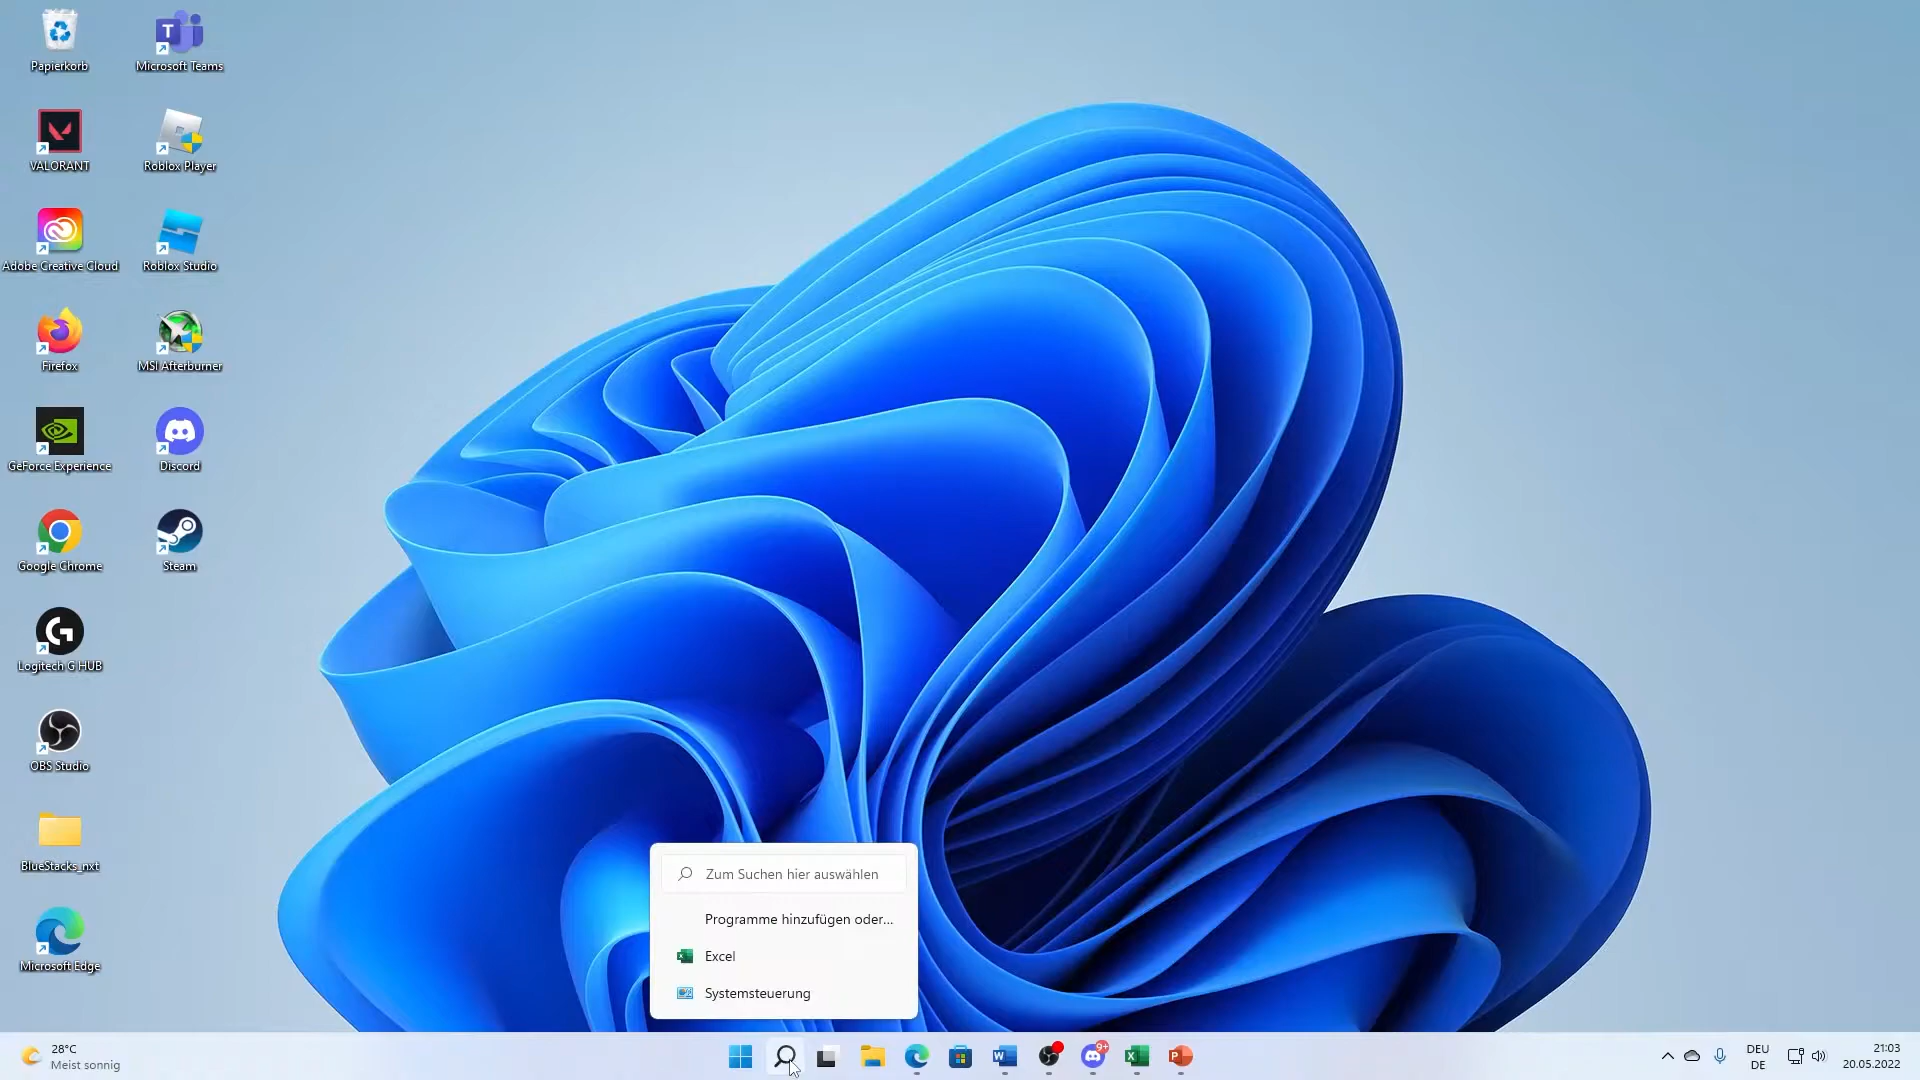 Papierkorb
Microsoft Teams
VALORANT
Roblox Player
Adobe Creative Cloud
Roblox Studio
Firefox
MSI Afterburner
GeForce Experience
Discord
Google Chrome
Steam
Logitech G HUB
OBS Studio
BlueStacks_nxt
Microsoft Edge
Zum Suchen hier auswählen
Programme hinzufügen oder...
Excel
Systemsteuerung
28°C
Meist sonnig
9+
DEU
DE
21:03
20.05.2022